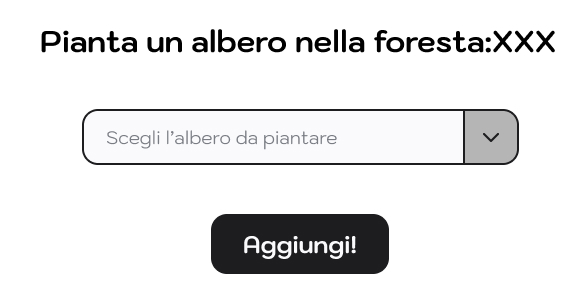 Pianta un albero nella foresta:XXX
Scegli l’albero da piantare
Aggiungi!